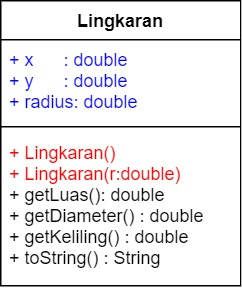 Lingkaran
+ x : double
+ y : double
+ radius: double
+ Lingkaran()
+ Lingkaran(r:double)
+ getLuas(): double
+ getDiameter() : double
+ getKeliling() : double
+ toString() : String